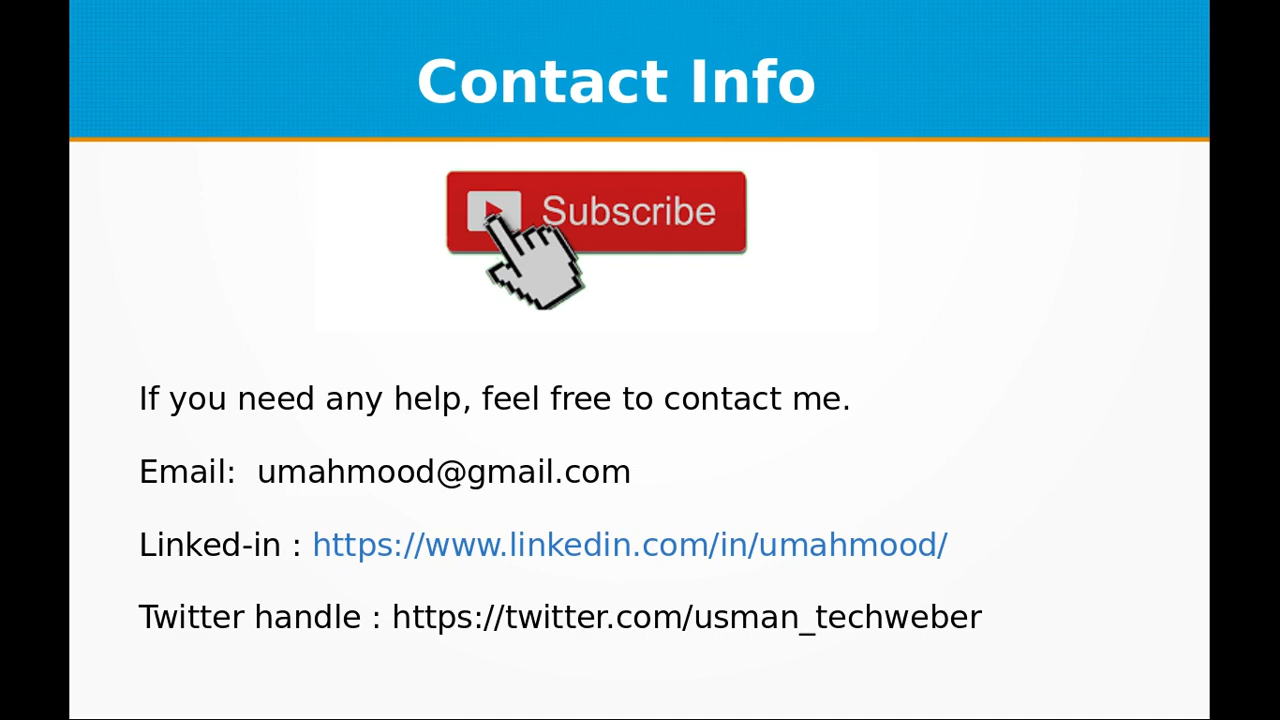 Contact Info
Subscribe
If you need any help, feel free to contact me.
Email:  umahmood@gmail.com
Linked-in : https://www.linkedin.com/in/umahmood/
Twitter handle : https://twitter.com/usman_techweber